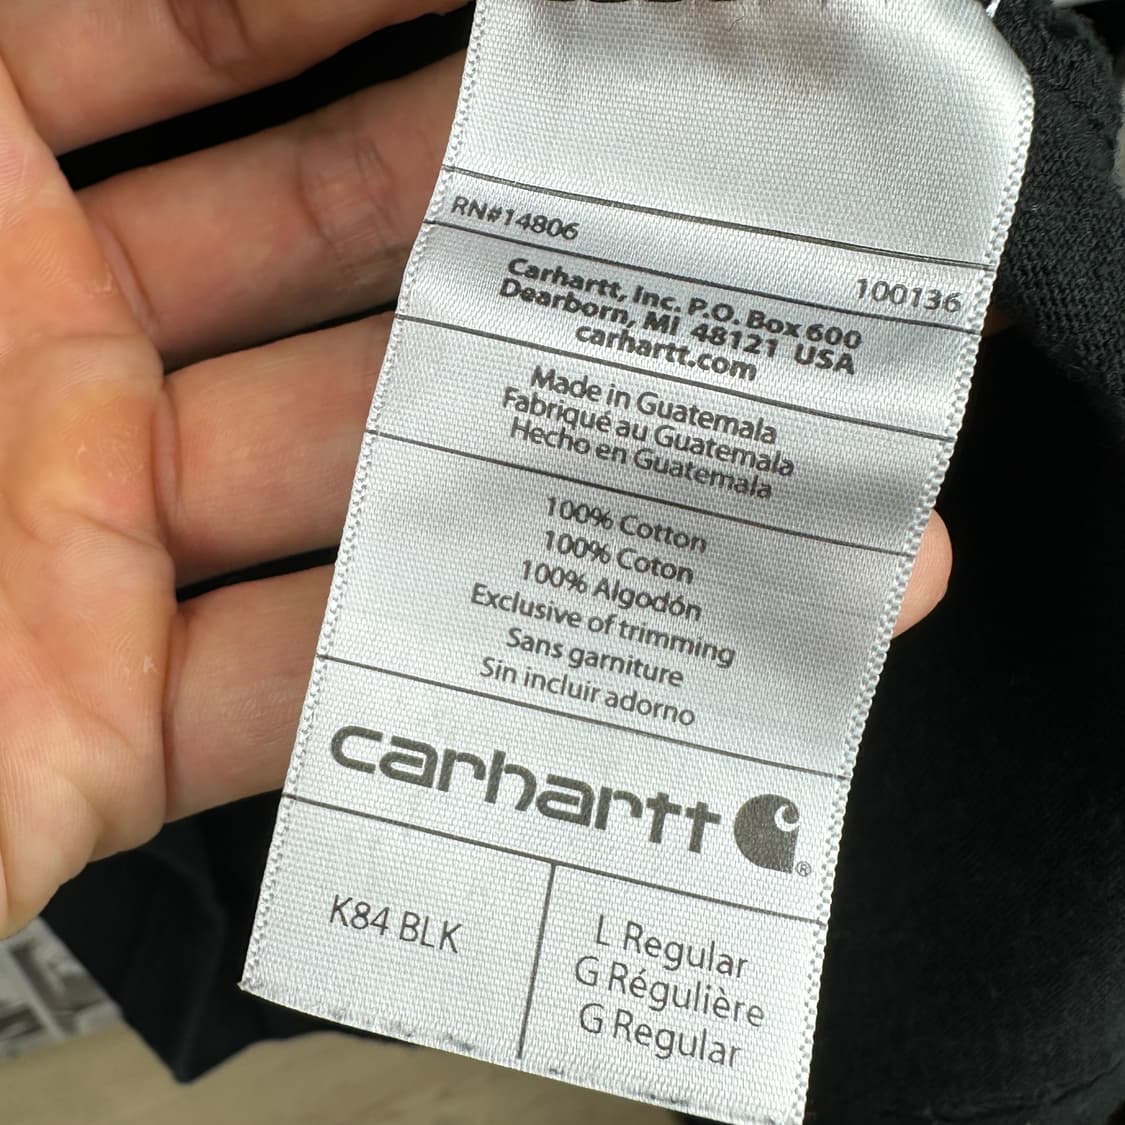 RN#14806
100136
Carhartt, Inc. P.O. Box 600
Dearborn, MI 48121 USA
carhartt.com
Made in Guatemala
Fabriqué au Guatemala
Hecho en Guatemala
100% Cotton
100% Coton
100% Algodón
Exclusive of trimming
Sans garniture
Sin incluir adorno
carhartt ®
K84 BLK
L Regular
G Régulière
G Regular